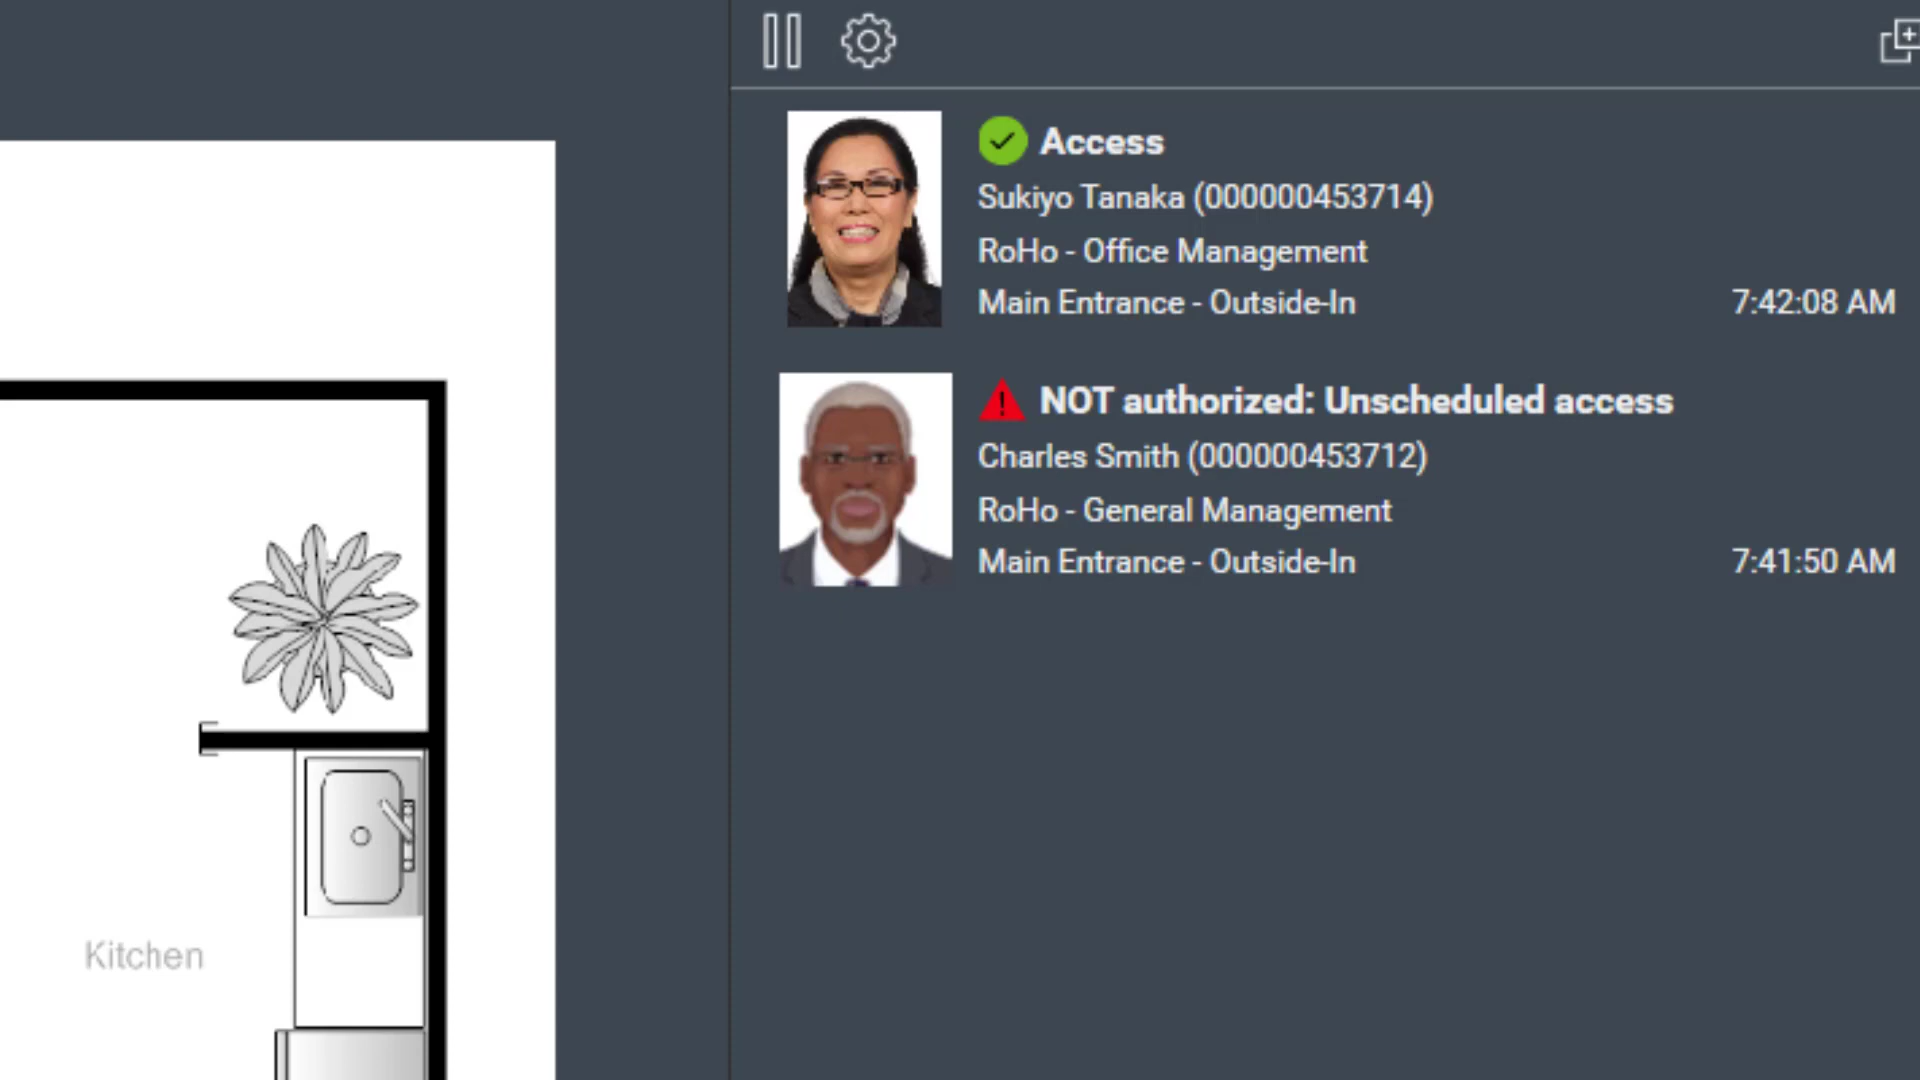 Access
Sukiyo Tanaka (000000453714)
RoHo - Office Management
Main Entrance - Outside-In 7:42:08 AM
NOT authorized: Unscheduled access
Charles Smith (000000453712)
RoHo - General Management
Main Entrance - Outside-In 7:41:50 AM
Kitchen